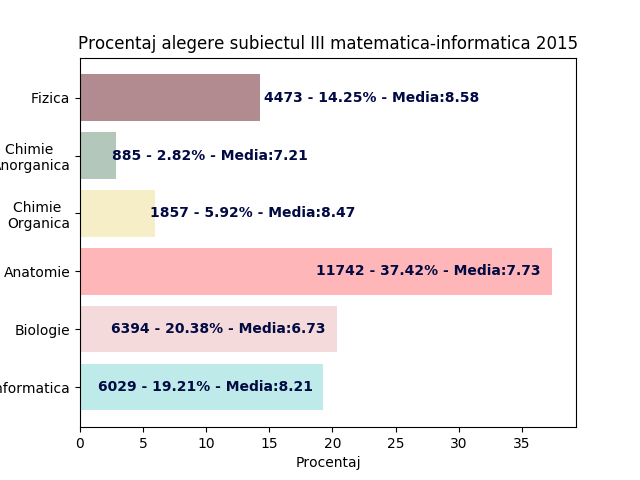 Procentaj alegere subiectul III matematica-informatica 2015
Fizica
4473 - 14.25% - Media:8.58
Chimie
norganica
885 - 2.82% - Media:7.21
Chimie
Organica
1857 - 5.92% - Media:8.47
Anatomie
11742 - 37.42% - Media:7.73
Biologie
6394 - 20.38% - Media:6.73
nformatica
6029 - 19.21% - Media:8.21
0 5 10 15 20 25 30 35
Procentaj